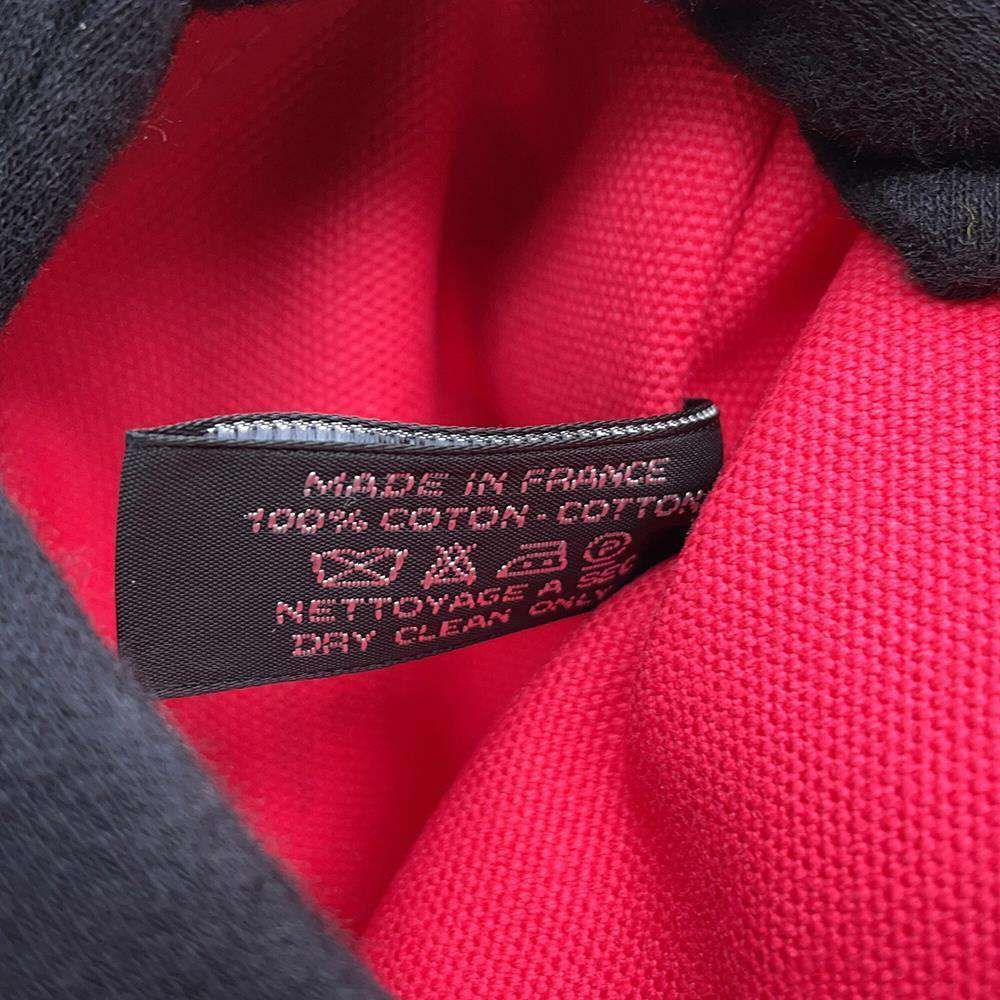 MADE IN FRANCE
100% COTON - COTTON
P
NETTOYAGE A SEC
DRY CLEAN ONLY